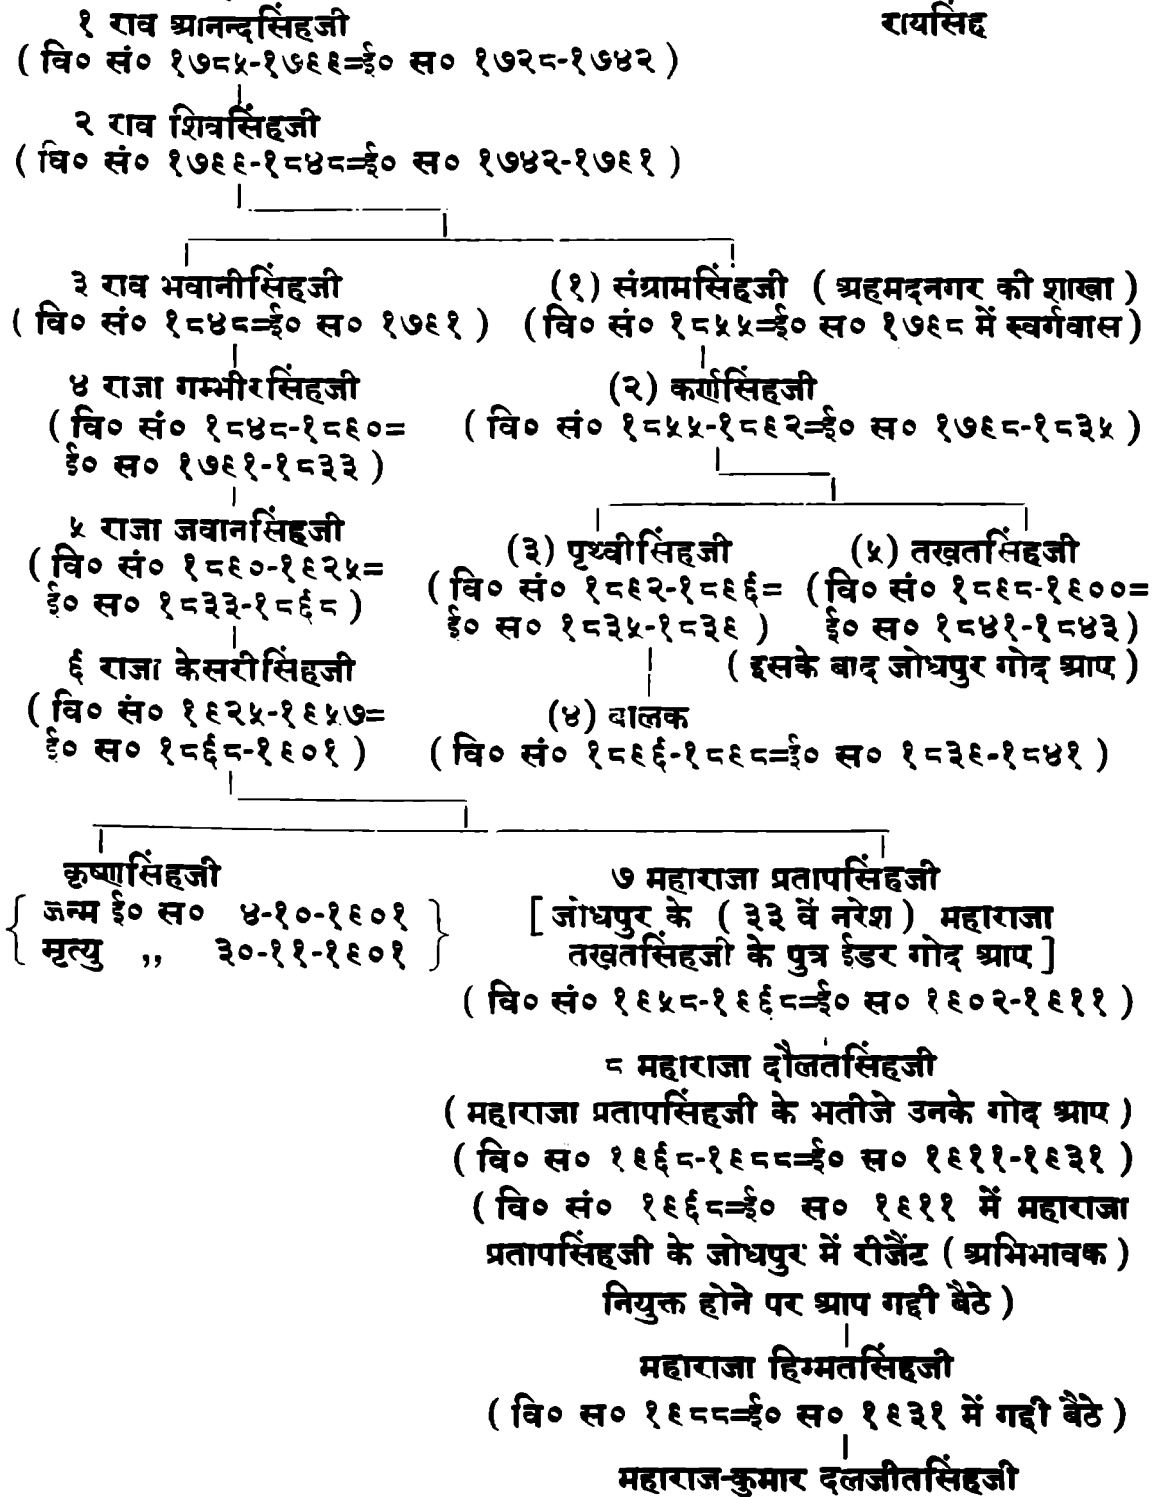 १ राव आनन्दसिंहजी
रायसिंह
( वि० सं० १७८५-१७९९=ई० स० १७२८-१७४२ )
२ राव शिवसिंहजी
( वि० सं० १७९९-१८४८=ई० स० १७४२-१७९१ )
३ राव भवानीसिंहजी
( वि० सं० १८४८=ई० स० १७९१ )
(१) संग्रामसिंहजी ( अहमदनगर की शाखा )
( वि० सं० १८५५=ई० स० १७९८ में स्वर्गवास )
४ राजा गम्भीरसिंहजी
( वि० सं० १८४८-१८९०=
ई० स० १७९१-१८३३ )
(२) कर्णसिंहजी
( वि० सं० १८५५-१८९२=ई० स० १७९८-१८३५ )
५ राजा जवानसिंहजी
( वि० सं० १८९०-१९२५=
ई० स० १८३३-१८६८ )
(३) पृथ्वीसिंहजी
( वि० सं० १८९२-१८९६=
ई० स० १८३५-१८३९ )
(५) तखतसिंहजी
( वि० सं० १८९८-१९००=
ई० स० १८४१-१८४३ )
( इसके बाद जोधपुर गोद आए )
६ राजा केसरीसिंहजी
( वि० सं० १९२५-१९५७=
ई० स० १८६८-१९०१ )
(४) बालक
( वि० सं० १८९६-१८९८=ई० स० १८३९-१८४१ )
कृष्णसिंहजी
जन्म ई० स० ४-१०-१९०१
मृत्यु ,, ३०-११-१९०१
७ महाराजा प्रतापसिंहजी
[ जोधपुर के ( ३३ वें नरेश ) महाराजा
तखतसिंहजी के पुत्र ईडर गोद आए ]
( वि० सं० १९५८-१९६८=ई० स० १९०२-१९११ )
८ महाराजा दौलतसिंहजी
( महाराजा प्रतापसिंहजी के भतीजे उनके गोद आए )
( वि० स० १९६८-१९८८=ई० स० १९११-१९३१ )
( वि० सं० १९६८=ई० स० १९११ में महाराजा
प्रतापसिंहजी के जोधपुर में रीजैंट ( अभिभावक )
नियुक्त होने पर आप गद्दी बैठे )
महाराजा हिम्मतसिंहजी
( वि० स० १९८८=ई० स० १९३१ में गद्दी बैठे )
महाराज-कुमार दलजीतसिंहजी